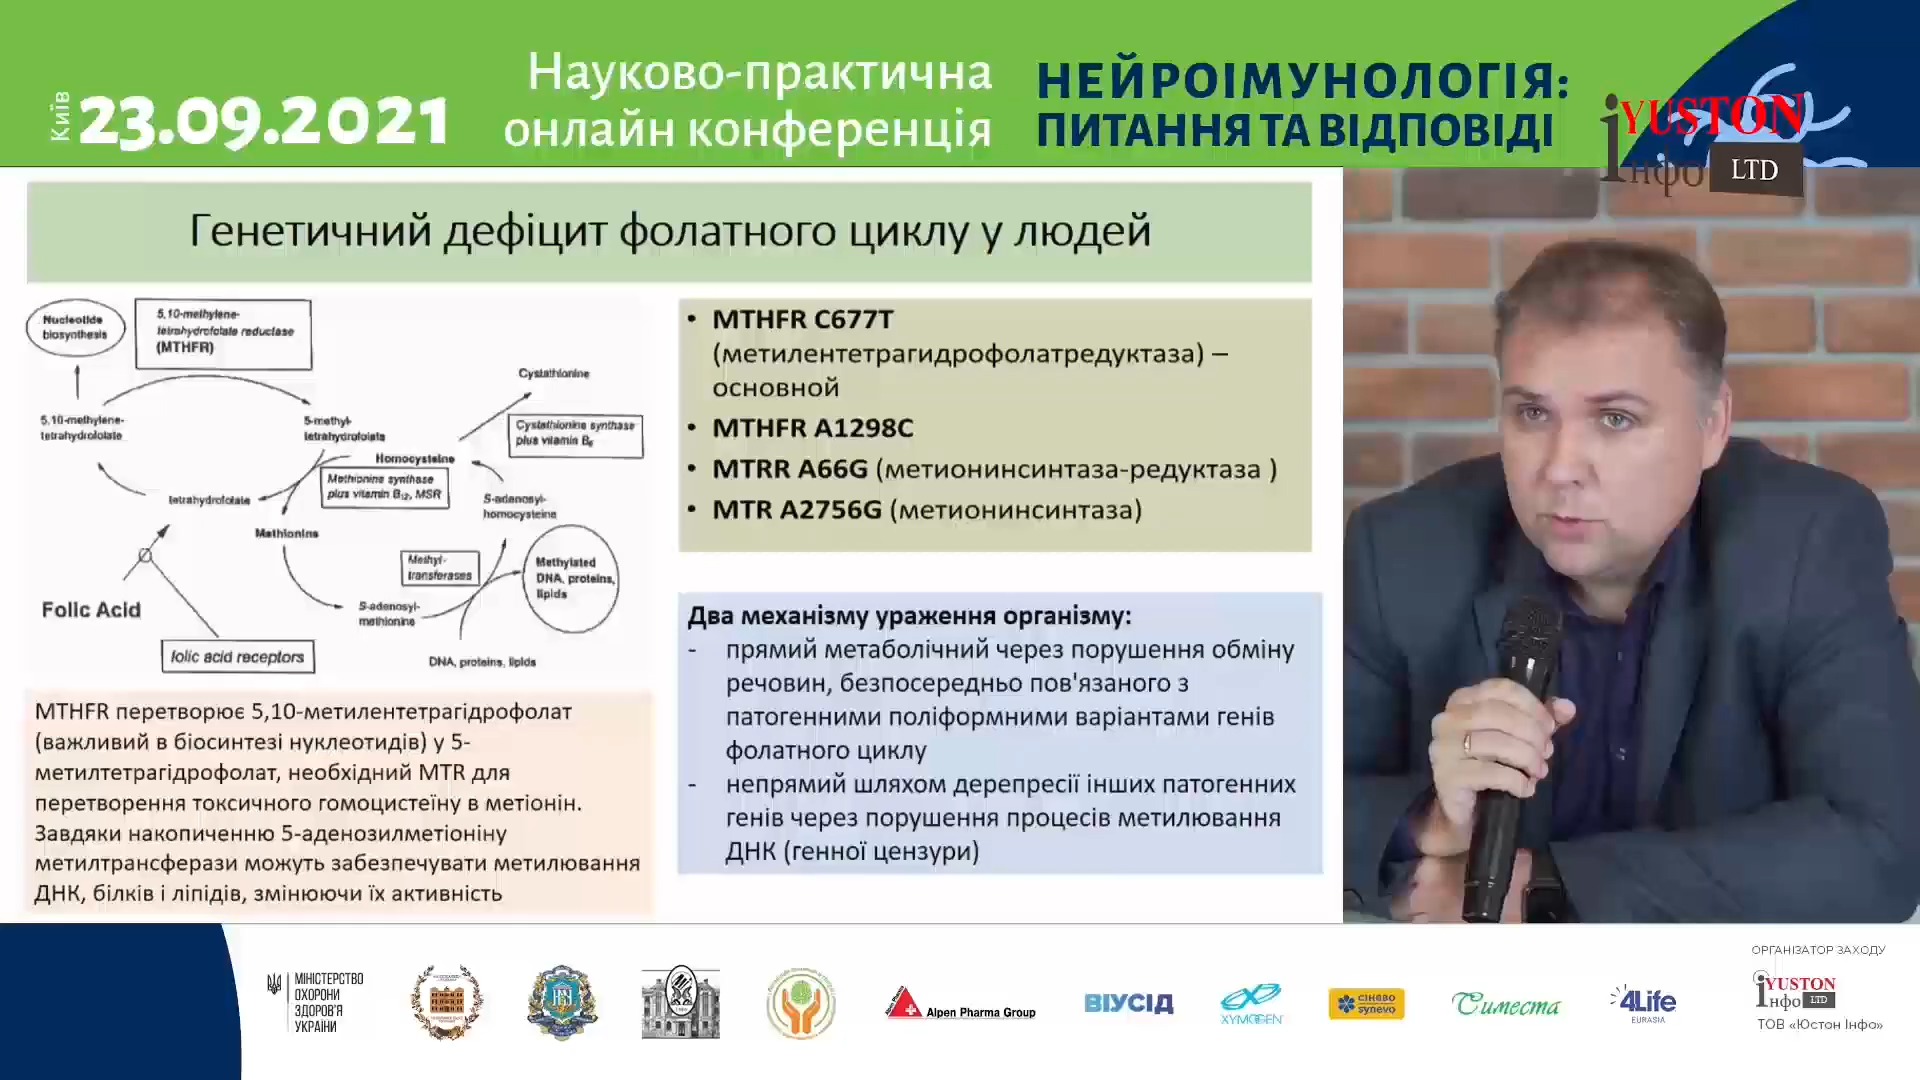 Київ
23.09.2021
Науково-практична
онлайн конференція
НЕЙРОІМУНОЛОГІЯ:
ПИТАННЯ ТА ВІДПОВІДІ
iYUSTON
Інфо LTD
Генетичний дефіцит фолатного циклу у людей
Nucleotide
biosynthesis
5,10-methylene-
tetrahydrofolate reductase
(MTHFR)
Cystathionine
5,10-methylene-
tetrahydrofolate
5-methyl-
tetrahydrofolate
Cystathionine synthase
plus vitamin B6
Homocysteine
Methionine synthase
plus vitamin B12, MSR
tetrahydrofolate
S-adenosyl-
homocysteine
Methionine
Methyl-
transferases
Methylated
DNA, proteins,
lipids
Folic Acid
S-adenosyl-
methionine
folic acid receptors
DNA, proteins, lipids
• MTHFR C677T
(метилентетрагидрофолатредуктаза) –
основной
• MTHFR A1298C
• MTRR A66G (метионинсинтаза-редуктаза )
• MTR A2756G (метионинсинтаза)
Два механізму ураження організму:
- прямий метаболічний через порушення обміну
речовин, безпосередньо пов'язаного з
патогенними поліформними варіантами генів
фолатного циклу
- непрямий шляхом дерепресії інших патогенних
генів через порушення процесів метилювання
ДНК (генної цензури)
MTHFR перетворює 5,10-метилентетрагідрофолат
(важливий в біосинтезі нуклеотидів) у 5-
метилтетрагідрофолат, необхідний MTR для
перетворення токсичного гомоцистеїну в метіонін.
Завдяки накопиченню 5-аденозилметіоніну
метилтрансферази можуть забезпечувати метилювання
ДНК, білків і ліпідів, змінюючи їх активність
МІНІСТЕРСТВО
ОХОРОНИ
ЗДОРОВ'Я
УКРАЇНИ
Alpen Pharma Group
ВІУСІД
XYMOGEN
сінево
synevo
Симеста
4Life
EURASIA
ОРГАНІЗАТОР ЗАХОДУ
iYUSTON
Інфо LTD
ТОВ «Юстон Інфо»